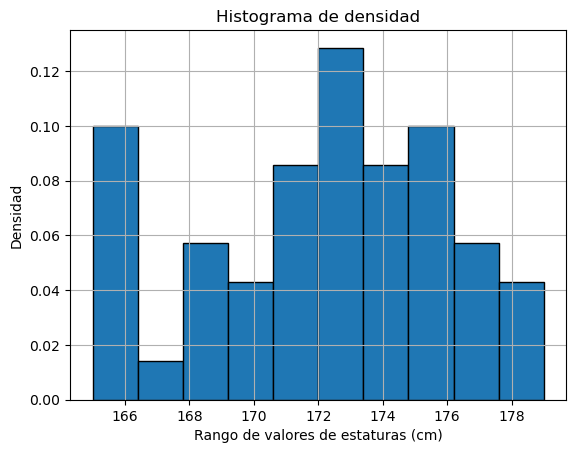 Histograma de densidad
Densidad
0.12
0.10
0.08
0.06
0.04
0.02
0.00
166 168 170 172 174 176 178
Rango de valores de estaturas (cm)